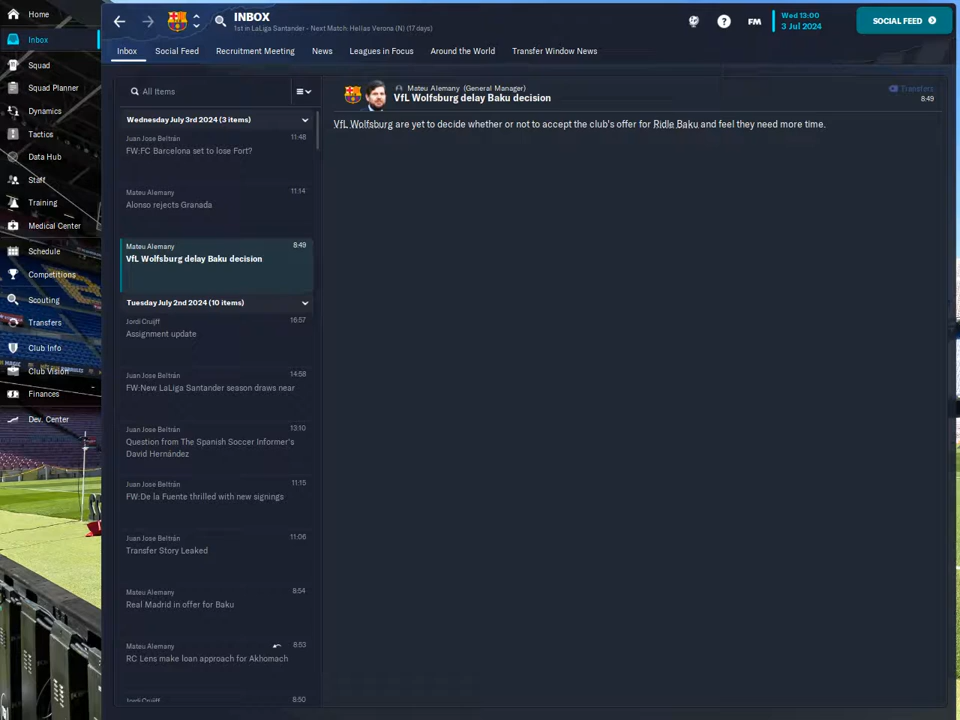 Home
INBOX
1st in LaLiga Santander - Next Match: Hellas Verona (N) (17 days)
?
FM
Wed 13:00
3 Jul 2024
SOCIAL FEED
Inbox
Inbox
Social Feed
Recruitment Meeting
News
Leagues in Focus
Around the World
Transfer Window News
Squad
Squad Planner
Dynamics
Tactics
Data Hub
Staff
Training
Medical Center
Schedule
Competitions
Scouting
Transfers
Club Info
Club Vision
Finances
Dev. Center
All Items
Wednesday July 3rd 2024 (3 items)
Juan Jose Beltrán 11:48
FW:FC Barcelona set to lose Fort?
Mateu Alemany 11:14
Alonso rejects Granada
Mateu Alemany 8:49
VfL Wolfsburg delay Baku decision
Tuesday July 2nd 2024 (10 items)
Jordi Cruijff 16:57
Assignment update
Juan Jose Beltrán 14:58
FW:New LaLiga Santander season draws near
Juan Jose Beltrán 13:10
Question from The Spanish Soccer Informer's
David Hernández
Juan Jose Beltrán 11:15
FW:De la Fuente thrilled with new signings
Juan Jose Beltrán 11:06
Transfer Story Leaked
Mateu Alemany 8:54
Real Madrid in offer for Baku
Mateu Alemany 8:53
RC Lens make loan approach for Akhomach
Jordi Cruijff 8:50
Mateu Alemany (General Manager)
VfL Wolfsburg delay Baku decision
Transfers
8:49
VfL Wolfsburg are yet to decide whether or not to accept the club's offer for Ridle Baku and feel they need more time.